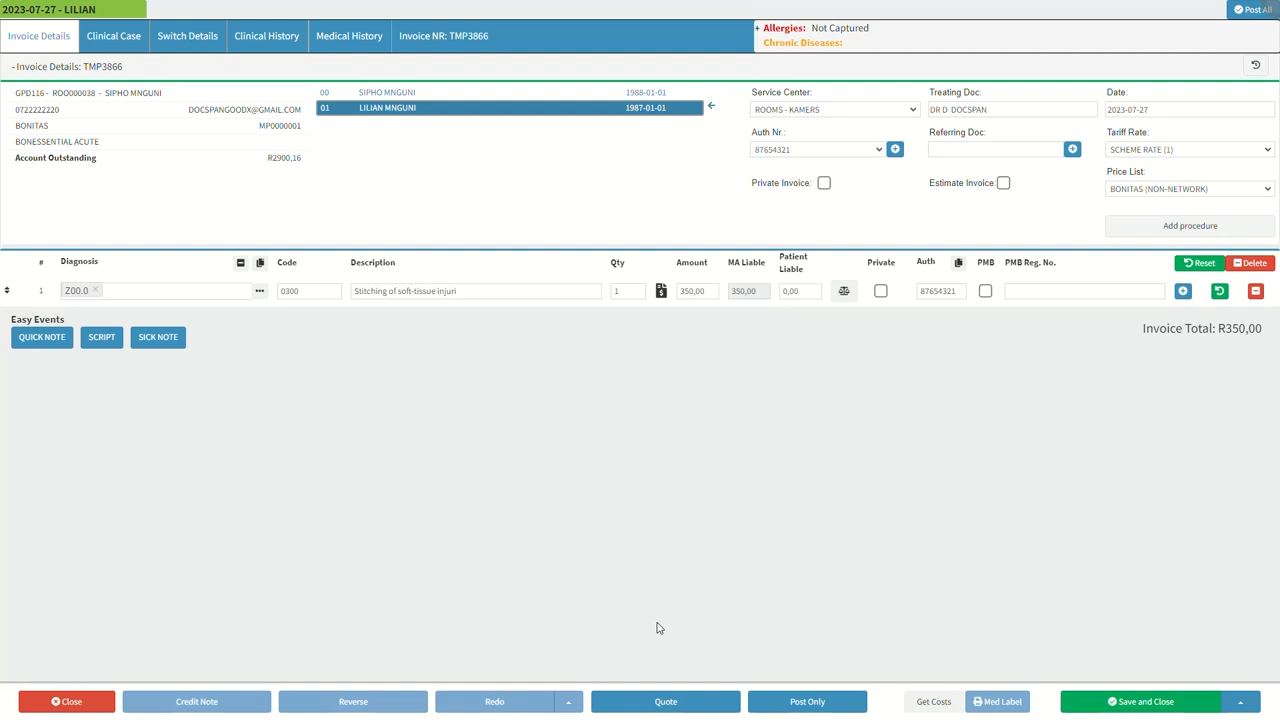 2023-07-27 - LILIAN
Post All
Invoice Details Clinical Case Switch Details Clinical History Medical History Invoice NR: TMP3866
+ Allergies: Not Captured
Chronic Diseases:
- Invoice Details: TMP3866
GPD116 - ROO000038 - SIPHO MNGUNI
0722222220 DOCSPANGOODX@GMAIL.COM
BONITAS MP0000001
BONESSENTIAL ACUTE
Account Outstanding R2900,16
00 SIPHO MNGUNI 1988-01-01
01 LILIAN MNGUNI 1987-01-01
Service Center: Treating Doc: Date:
ROOMS - KAMERS DR D DOCSPAN 2023-07-27
Auth Nr.: Referring Doc: Tariff Rate:
87654321 SCHEME RATE (1)
Price List:
Private Invoice: Estimate Invoice: BONITAS (NON-NETWORK)
Add procedure
# Diagnosis Code Description Qty Amount MA Liable Patient Liable Private Auth PMB PMB Reg. No. Reset Delete
1 Z00.0 × ••• 0300 Stitching of soft-tissue injuri 1 350,00 350,00 0,00 87654321
Easy Events
QUICK NOTE SCRIPT SICK NOTE
Invoice Total: R350,00
Close Credit Note Reverse Redo Quote Post Only Get Costs Med Label Save and Close